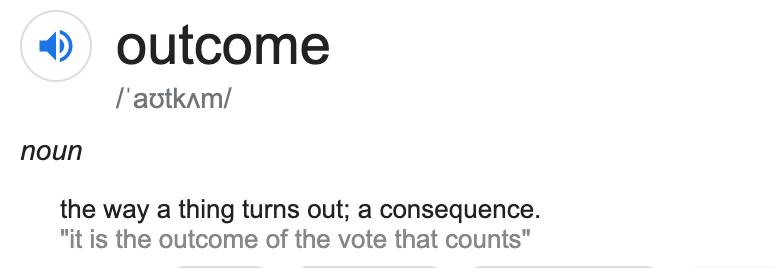 outcome
/ˈaʊtkʌm/
noun
the way a thing turns out; a consequence.
"it is the outcome of the vote that counts"